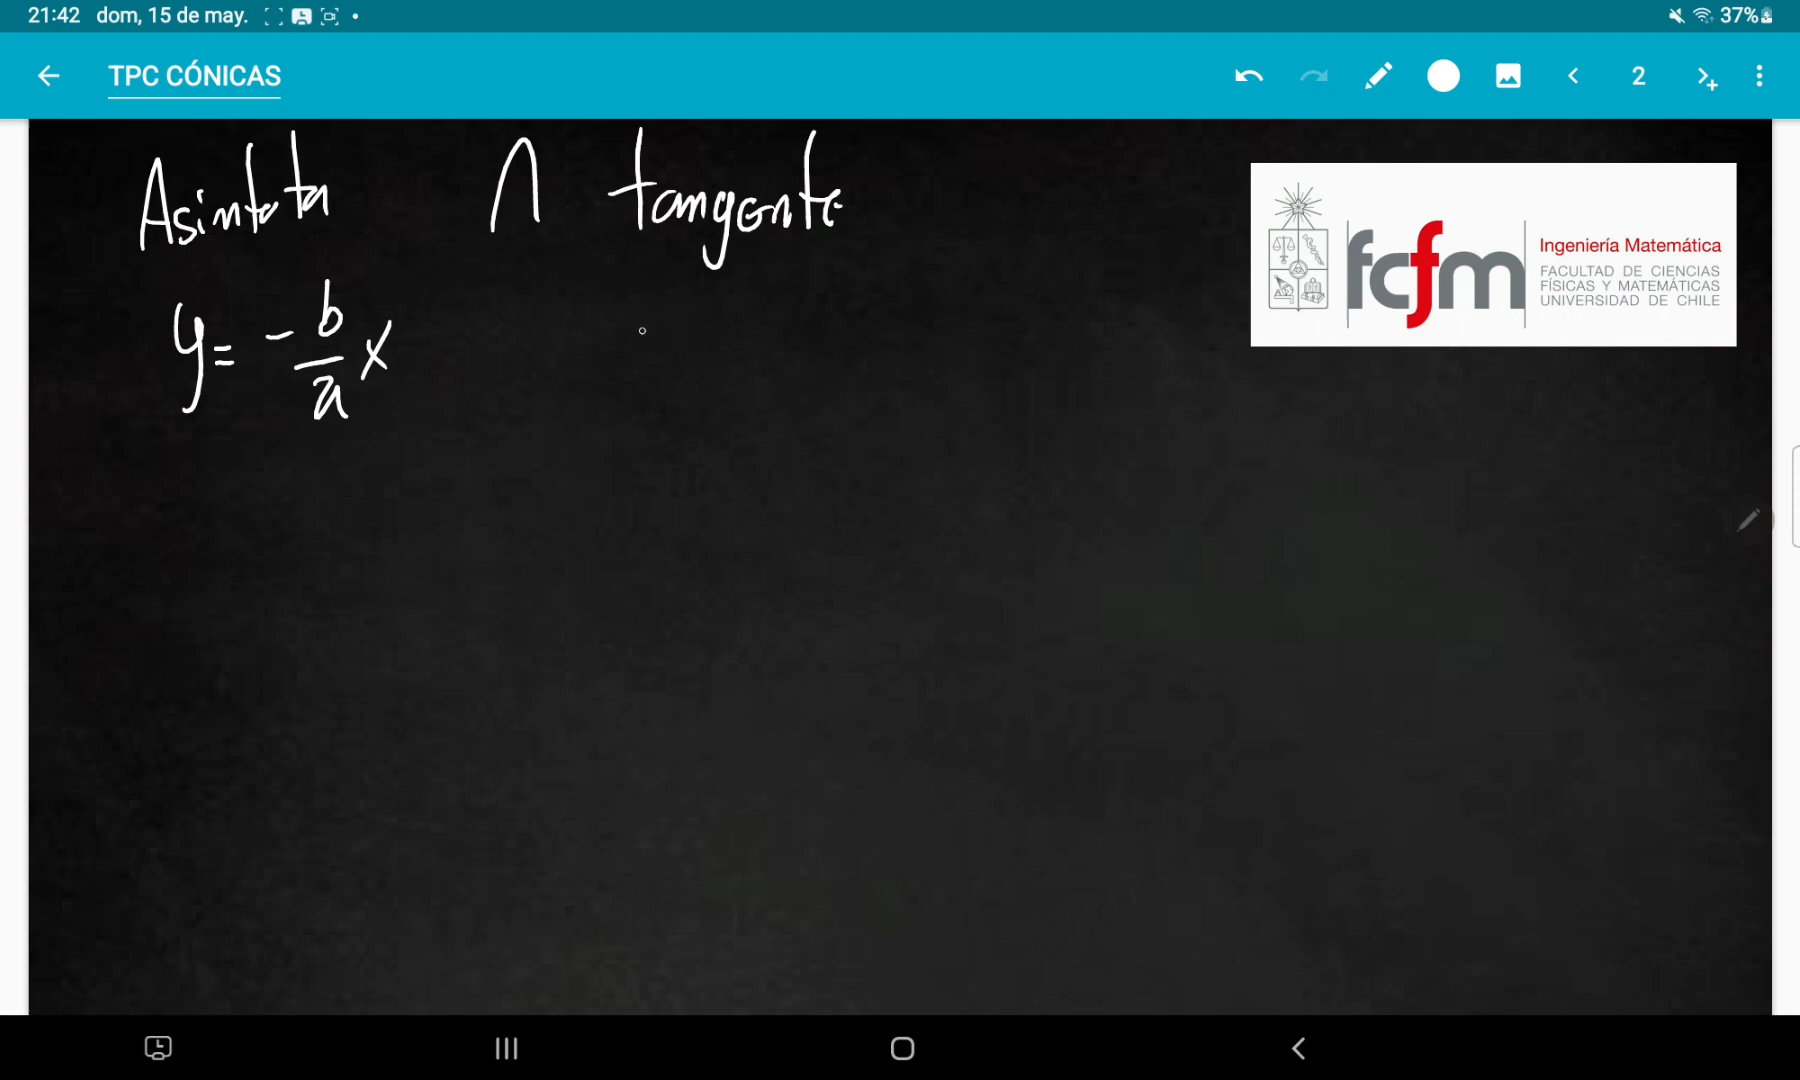 21:42 dom, 15 de may. 37%
TPC CÓNICAS 2
Asíntota ∩ tangente
y = - b/a x
fcfm
Ingeniería Matemática
FACULTAD DE CIENCIAS
FÍSICAS Y MATEMÁTICAS
UNIVERSIDAD DE CHILE